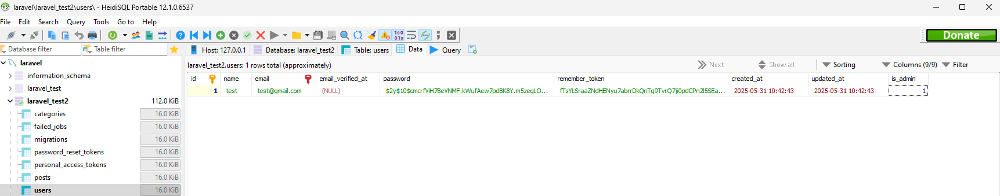 laravel\laravel_test2\users\ - HeidiSQL Portable 12.1.0.6537
File Edit Search Query Tools Go to Help
Donate
Database filter Table filter
Host: 127.0.0.1 Database: laravel_test2 Table: users Data Query
laravel
information_schema
laravel_test
laravel_test2 112.0 KiB
categories 16.0 KiB
failed_jobs 16.0 KiB
migrations 16.0 KiB
password_reset_tokens 16.0 KiB
personal_access_tokens 16.0 KiB
posts 16.0 KiB
users 16.0 KiB
laravel_test2.users: 1 rows total (approximately) Next Show all Sorting Columns (9/9) Filter
id name email email_verified_at password remember_token created_at updated_at is_admin
1 test test@gmail.com (NULL) $2y$10$cmcrfViH7BeVNMF.kWufAew7pdBK8Y.m5zegLO... fTsYLSraaZNdHENyu7abrrDkQnTg9TvrQ7ji0pdCPn2l5SEa... 2025-05-31 10:42:43 2025-05-31 10:42:43 1